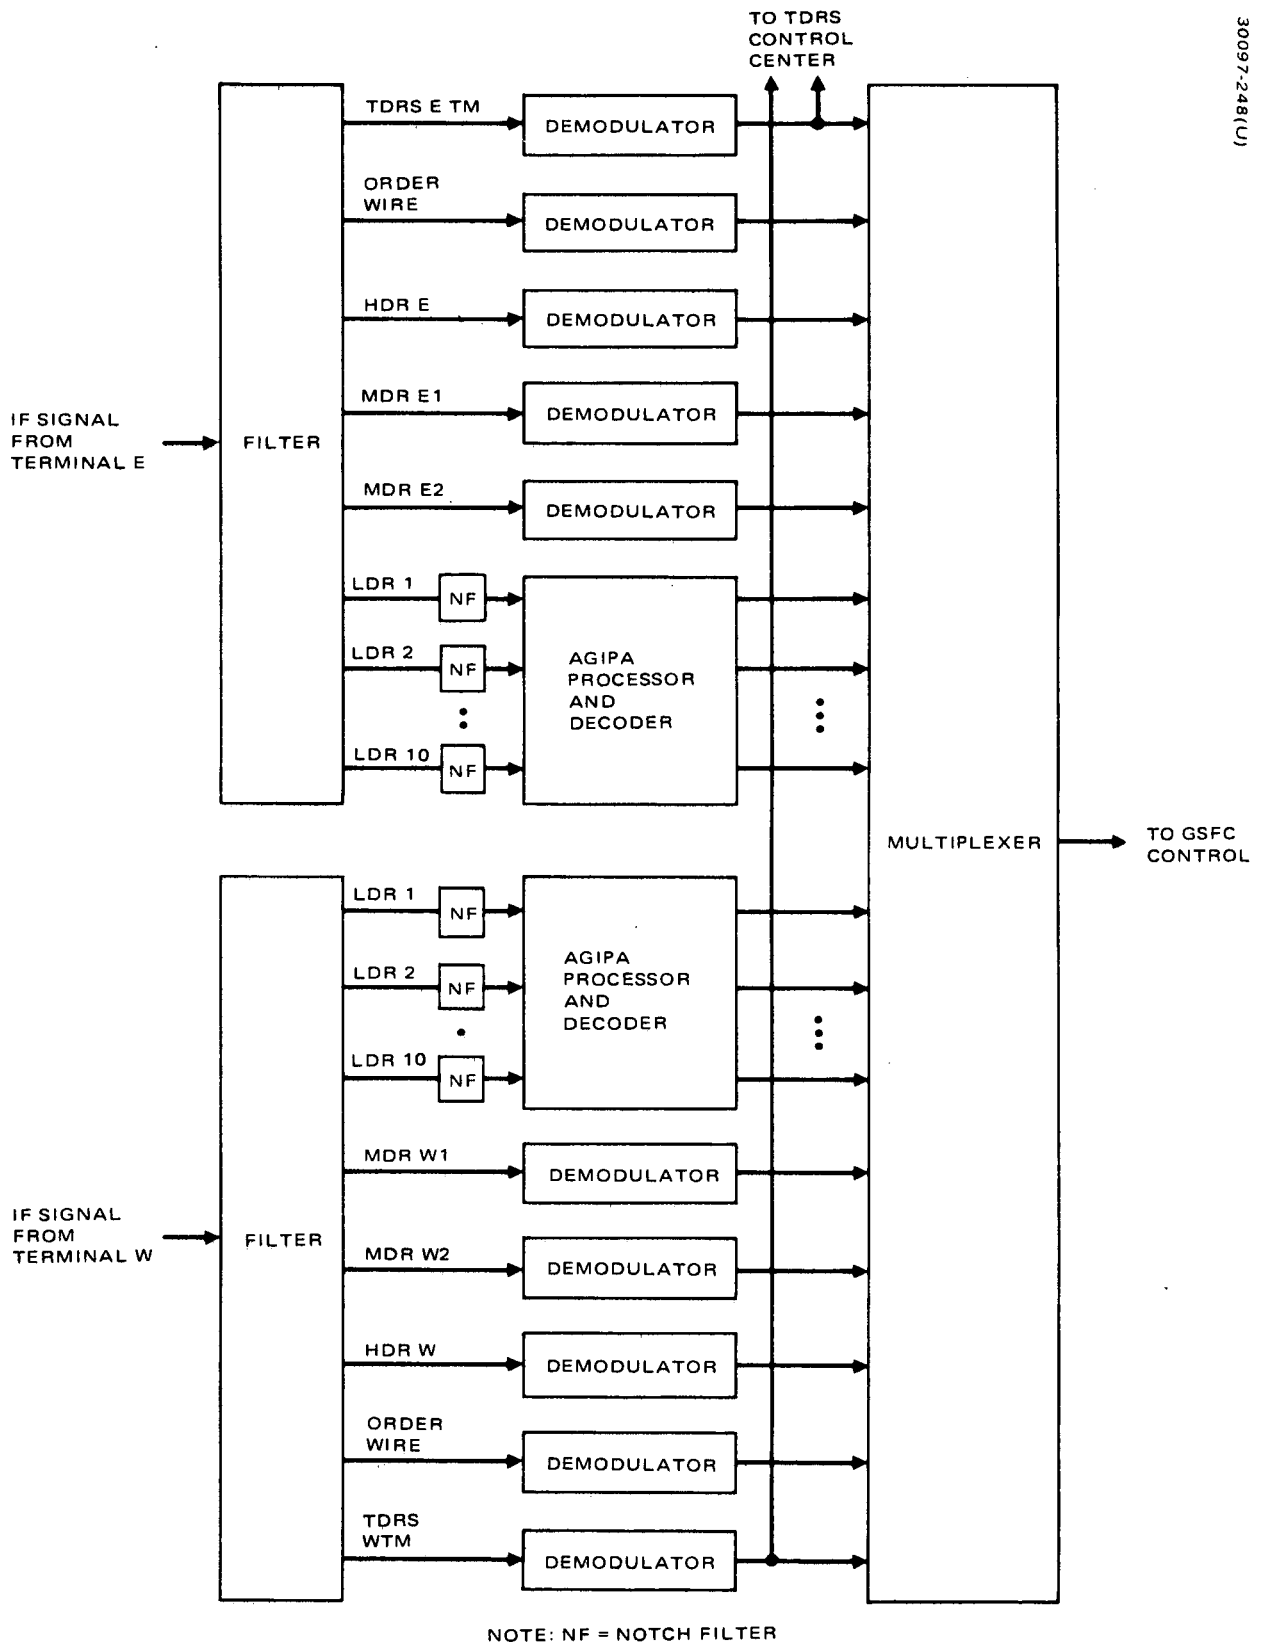 TO TDRS
CONTROL
CENTER
30097-248(U)
TDRS E TM
DEMODULATOR
ORDER
WIRE
DEMODULATOR
HDR E
DEMODULATOR
MDR E1
DEMODULATOR
IF SIGNAL
FROM
TERMINAL E
FILTER
MDR E2
DEMODULATOR
LDR 1
NF
LDR 2
NF
LDR 10
NF
AGIPA
PROCESSOR
AND
DECODER
MULTIPLEXER
TO GSFC
CONTROL
LDR 1
NF
LDR 2
NF
LDR 10
NF
AGIPA
PROCESSOR
AND
DECODER
MDR W1
DEMODULATOR
IF SIGNAL
FROM
TERMINAL W
FILTER
MDR W2
DEMODULATOR
HDR W
DEMODULATOR
ORDER
WIRE
DEMODULATOR
TDRS
WTM
DEMODULATOR
NOTE: NF = NOTCH FILTER